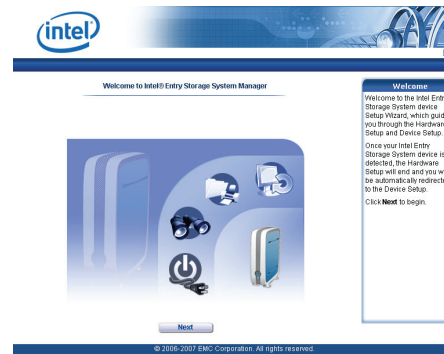 intel
Welcome to Intel® Entry Storage System Manager
Welcome
Welcome to the Intel Entry
Storage System device
Setup Wizard, which
you through the Hardware
Setup and Device Setup.
Once your Intel Entry
Storage System device is
detected, the Hardware
Setup will end and you
be automatically
to the Device Setup.
Click Next to begin.
Next
© 2006-2007 EMC Corporation. All rights reserved.